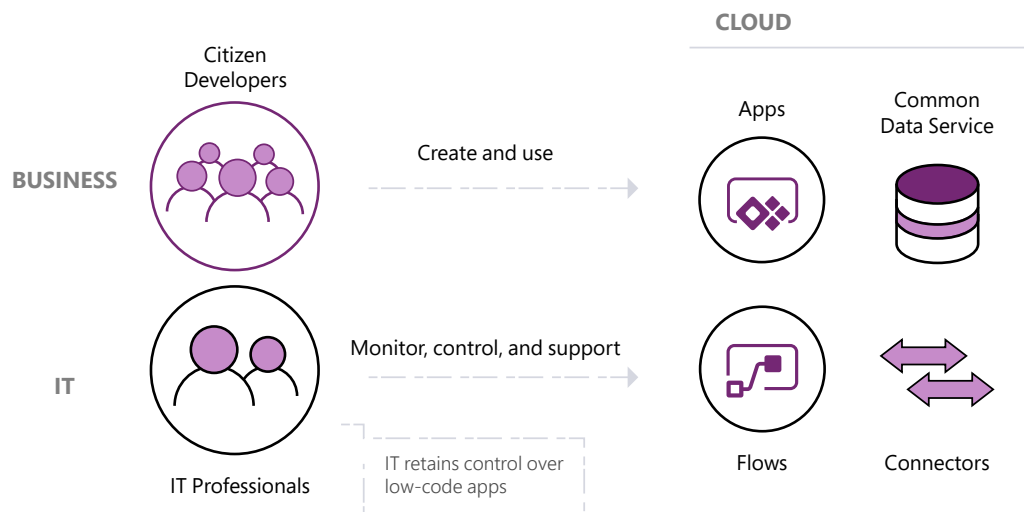 CLOUD
Citizen
Developers
BUSINESS
Create and use
Apps
Common
Data Service
IT
Monitor, control, and support
IT Professionals
IT retains control over
low-code apps
Flows
Connectors